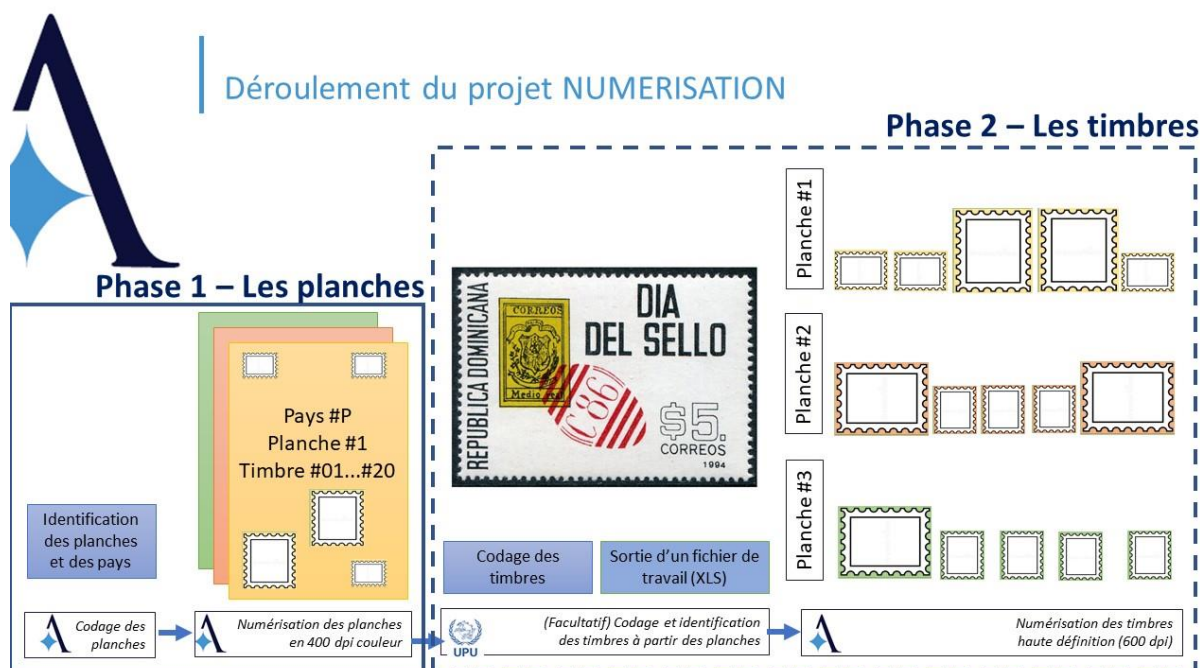 Déroulement du projet NUMERISATION
Phase 2 – Les timbres
Phase 1 – Les planches
Pays #P
Planche #1
Timbre #01...#20
Identification
des planches
et des pays
REPUBLICA DOMINICANA
CORREOS
Medio real
DIA
DEL SELLO
C86
$5.
CORREOS
1994
Planche #1
Planche #2
Planche #3
Codage des
timbres
Sortie d'un fichier de
travail (XLS)
Codage des
planches
Numérisation des planches
en 400 dpi couleur
UPU
(Facultatif) Codage et identification
des timbres à partir des planches
Numérisation des timbres
haute définition (600 dpi)